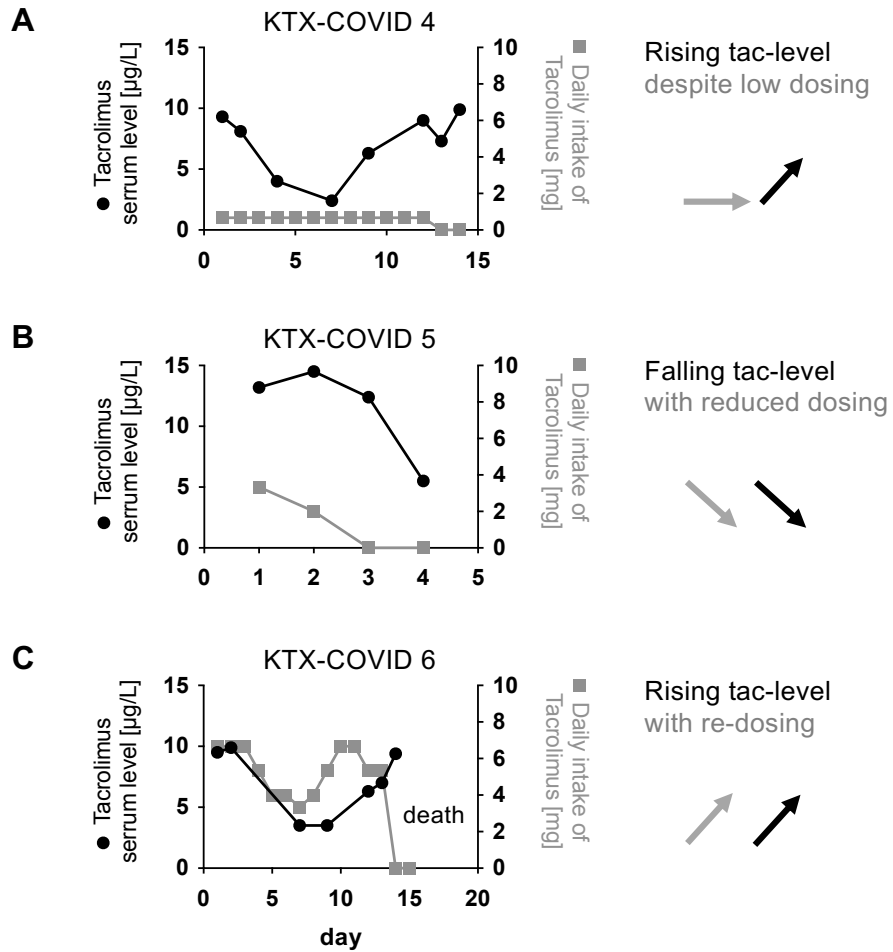 A
KTX-COVID 4
● Tacrolimus
serrum level [µg/L]
15
10
5
0
0 5 10 15
10
8
6
4
2
0
■ Daily intake of
Tacrolimus [mg]
Rising tac-level
despite low dosing
B
KTX-COVID 5
● Tacrolimus
serrum level [µg/L]
15
10
5
0
0 1 2 3 4 5
10
8
6
4
2
0
■ Daily intake of
Tacrolimus [mg]
Falling tac-level
with reduced dosing
C
KTX-COVID 6
● Tacrolimus
serrum level [µg/L]
15
10
5
0
0 5 10 15 20
day
death
10
8
6
4
2
0
■ Daily intake of
Tacrolimus [mg]
Rising tac-level
with re-dosing